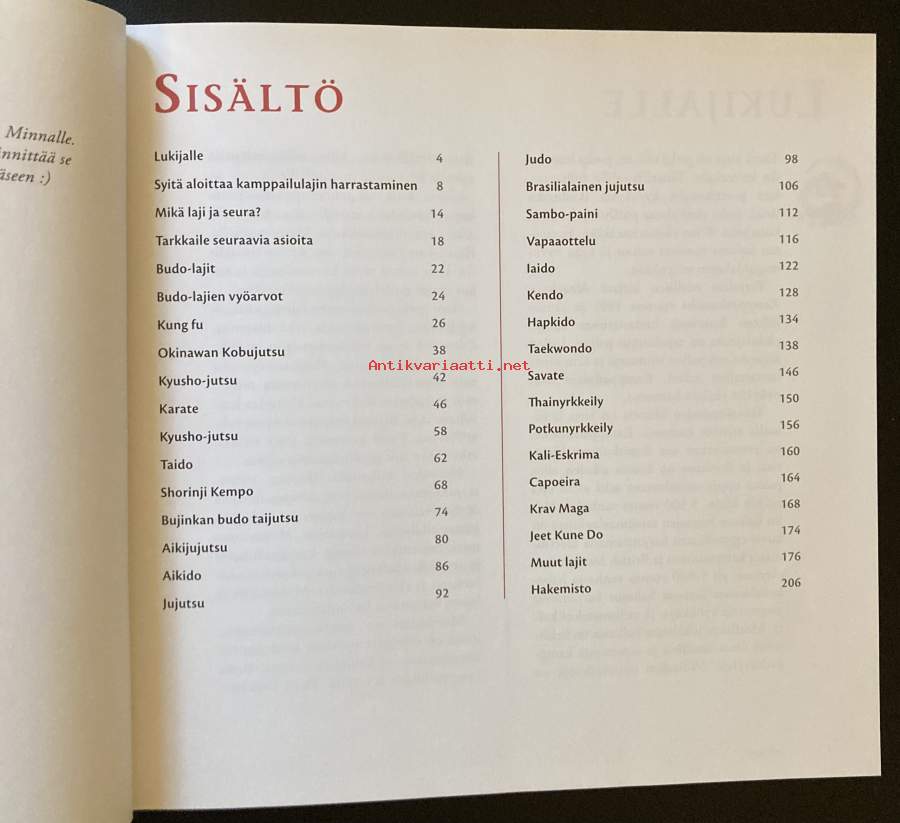 Minnalle.
se
:)
SISÄLTÖ
Lukijalle 4
Syitä aloittaa kamppailulajin harrastaminen 8
Mikä laji ja seura? 14
Tarkkaile seuraavia asioita 18
Budo-lajit 22
Budo-lajien vyöarvot 24
Kung fu 26
Okinawan Kobujutsu 38
Kyusho-jutsu 42
Karate 46
Kyusho-jutsu 58
Taido 62
Shorinji Kempo 68
Bujinkan budo taijutsu 74
Aikijujutsu 80
Aikido 86
Jujutsu 92
Judo 98
Brasilialainen jujutsu 106
Sambo-paini 112
Vapaaottelu 116
Iaido 122
Kendo 128
Hapkido 134
Taekwondo 138
Savate 146
Thainyrkkeily 150
Potkunyrkkeily 156
Kali-Eskrima 160
Capoeira 164
Krav Maga 168
Jeet Kune Do 174
Muut lajit 176
Hakemisto 206
Antikvariaatti.net